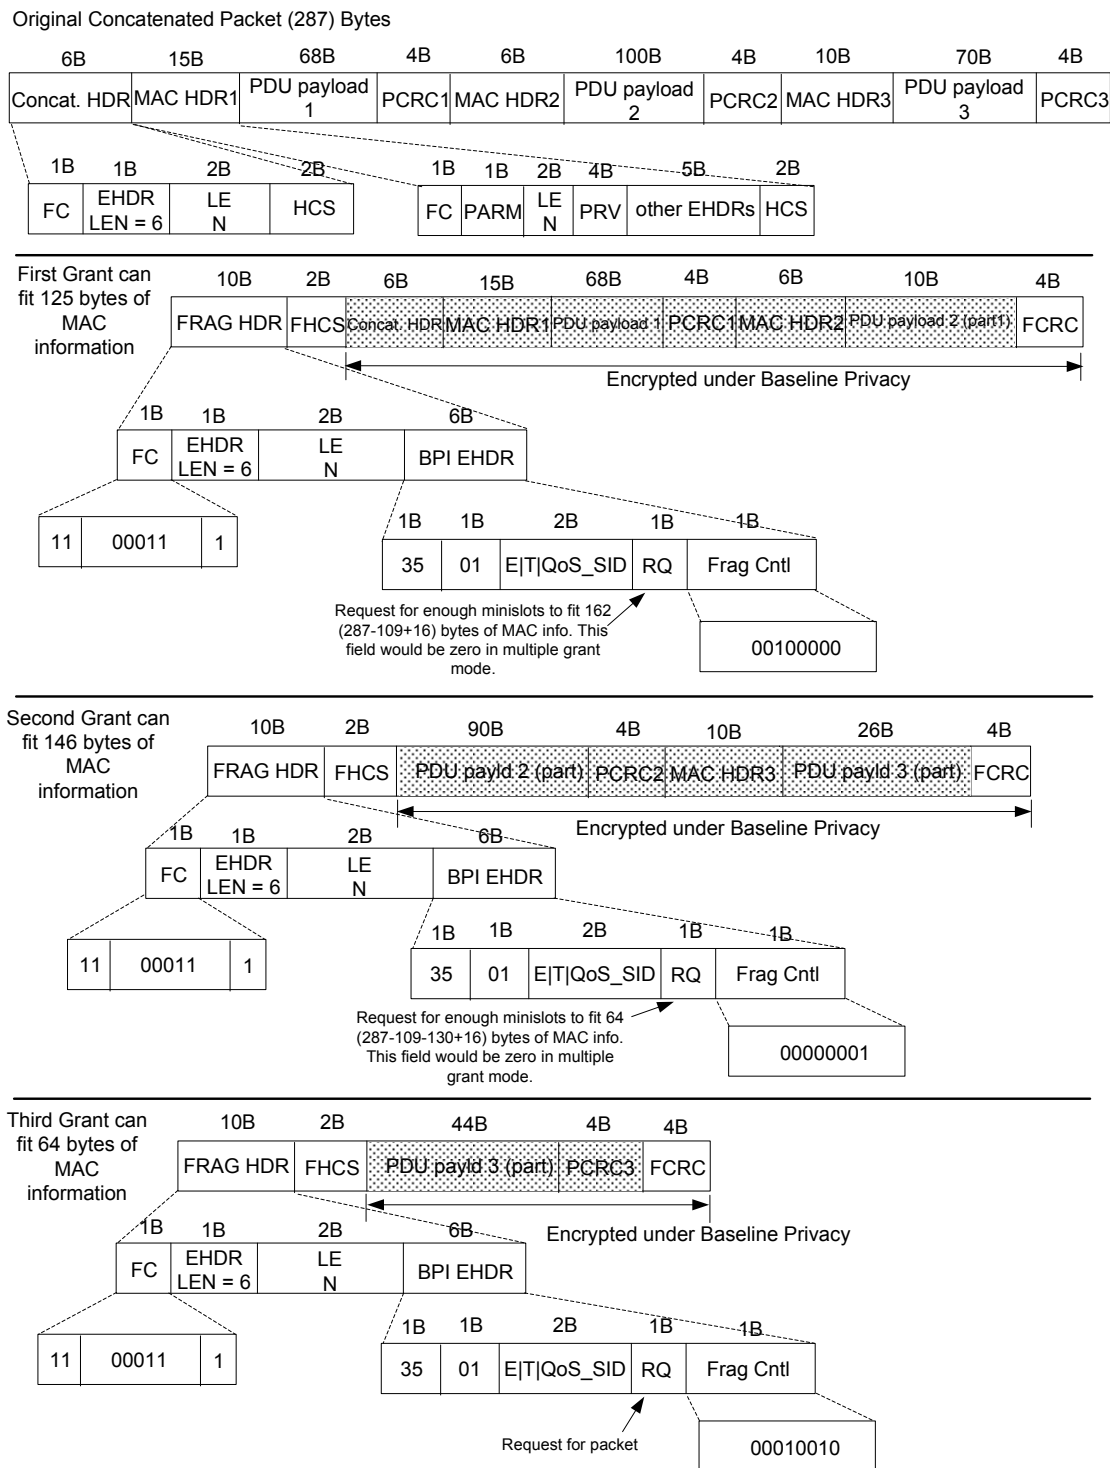 Original Concatenated Packet (287) Bytes
6B 15B 68B 4B 6B 100B 4B 10B 70B 4B
Concat. HDR MAC HDR1 PDU payload 1 PCRC1 MAC HDR2 PDU payload 2 PCRC2 MAC HDR3 PDU payload 3 PCRC3
1B 1B 2B 2B
FC EHDR LEN = 6 LE N HCS
1B 1B 2B 4B 5B 2B
FC PARM LE N PRV other EHDRs HCS
First Grant can
fit 125 bytes of
MAC
information
10B 2B 6B 15B 68B 4B 6B 10B 4B
FRAG HDR FHCS Concat. HDR MAC HDR1 PDU payload 1 PCRC1 MAC HDR2 PDU payload 2 (part1) FCRC
Encrypted under Baseline Privacy
1B 1B 2B 6B
FC EHDR LEN = 6 LE N BPI EHDR
11 00011 1
1B 1B 2B 1B 1B
35 01 E|T|QoS_SID RQ Frag Cntl
Request for enough minislots to fit 162
(287-109+16) bytes of MAC info. This
field would be zero in multiple grant
mode.
00100000
Second Grant can
fit 146 bytes of
MAC
information
10B 2B 90B 4B 10B 26B 4B
FRAG HDR FHCS PDU payld 2 (part) PCRC2 MAC HDR3 PDU payld 3 (part) FCRC
Encrypted under Baseline Privacy
1B 1B 2B 6B
FC EHDR LEN = 6 LE N BPI EHDR
11 00011 1
1B 1B 2B 1B 1B
35 01 E|T|QoS_SID RQ Frag Cntl
Request for enough minislots to fit 64
(287-109-130+16) bytes of MAC info.
This field would be zero in multiple
grant mode.
00000001
Third Grant can
fit 64 bytes of
MAC
information
10B 2B 44B 4B 4B
FRAG HDR FHCS PDU payld 3 (part) PCRC3 FCRC
Encrypted under Baseline Privacy
1B 1B 2B 6B
FC EHDR LEN = 6 LE N BPI EHDR
11 00011 1
1B 1B 2B 1B 1B
35 01 E|T|QoS_SID RQ Frag Cntl
Request for packet
00010010